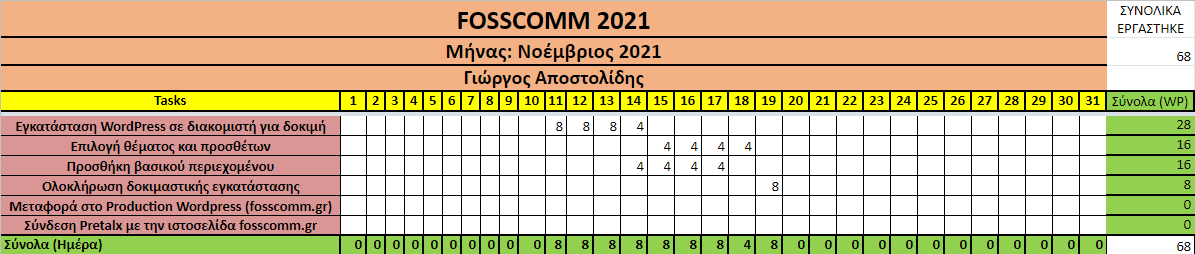 FOSSCOMM 2021
ΣΥΝΟΛΙΚΑ
ΕΡΓΑΣΤΗΚΕ
Μήνας: Νοέμβριος 2021 68
Γιώργος Αποστολίδης
Tasks 1 2 3 4 5 6 7 8 9 10 11 12 13 14 15 16 17 18 19 20 21 22 23 24 25 26 27 28 29 30 31 Σύνολα (WP)
Εγκατάσταση WordPress σε διακομιστή για δοκιμή 8 8 8 4 28
Επιλογή θέματος και προσθέτων 4 4 4 4 16
Προσθήκη βασικού περιεχομένου 4 4 4 4 16
Ολοκλήρωση δοκιμαστικής εγκατάστασης 8 8
Μεταφορά στο Production Wordpress (fosscomm.gr) 0
Σύνδεση Pretalx με την ιστοσελίδα fosscomm.gr 0
Σύνολα (Ημέρα) 0 0 0 0 0 0 0 0 0 0 8 8 8 8 8 8 8 4 8 0 0 0 0 0 0 0 0 0 0 0 0 68